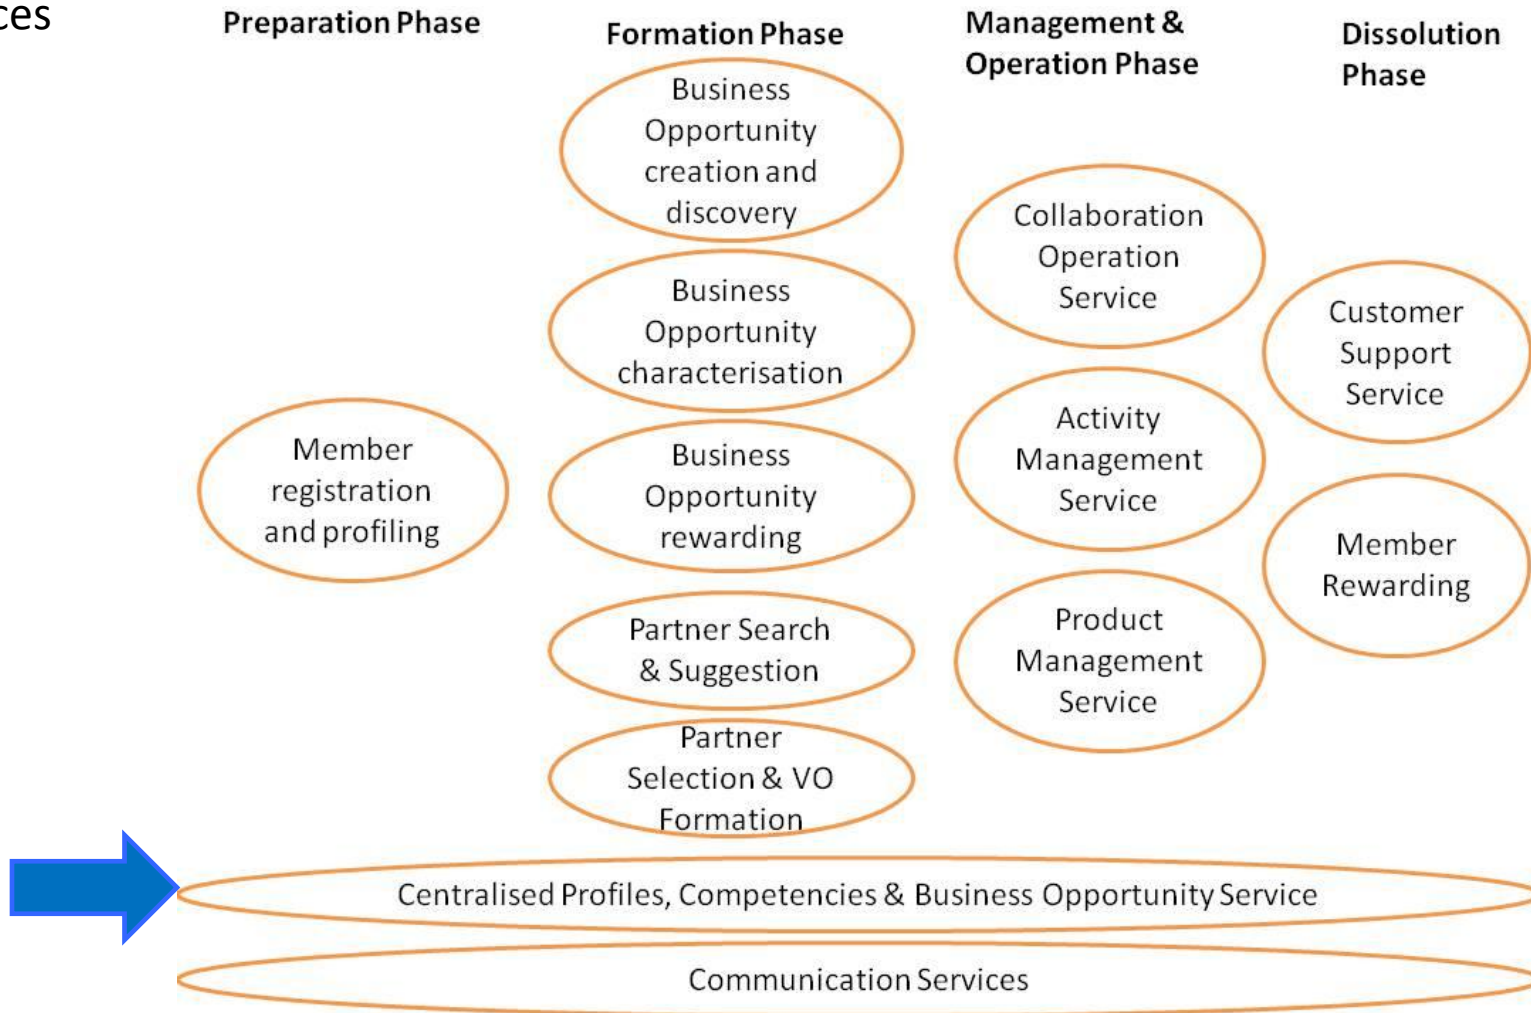 ces
Preparation Phase
Formation Phase
Management &
Operation Phase
Dissolution
Phase
Member
registration
and profiling
Business
Opportunity
creation and
discovery
Business
Opportunity
characterisation
Business
Opportunity
rewarding
Partner Search
& Suggestion
Partner
Selection & VO
Formation
Collaboration
Operation
Service
Activity
Management
Service
Product
Management
Service
Customer
Support
Service
Member
Rewarding
Centralised Profiles, Competencies & Business Opportunity Service
Communication Services